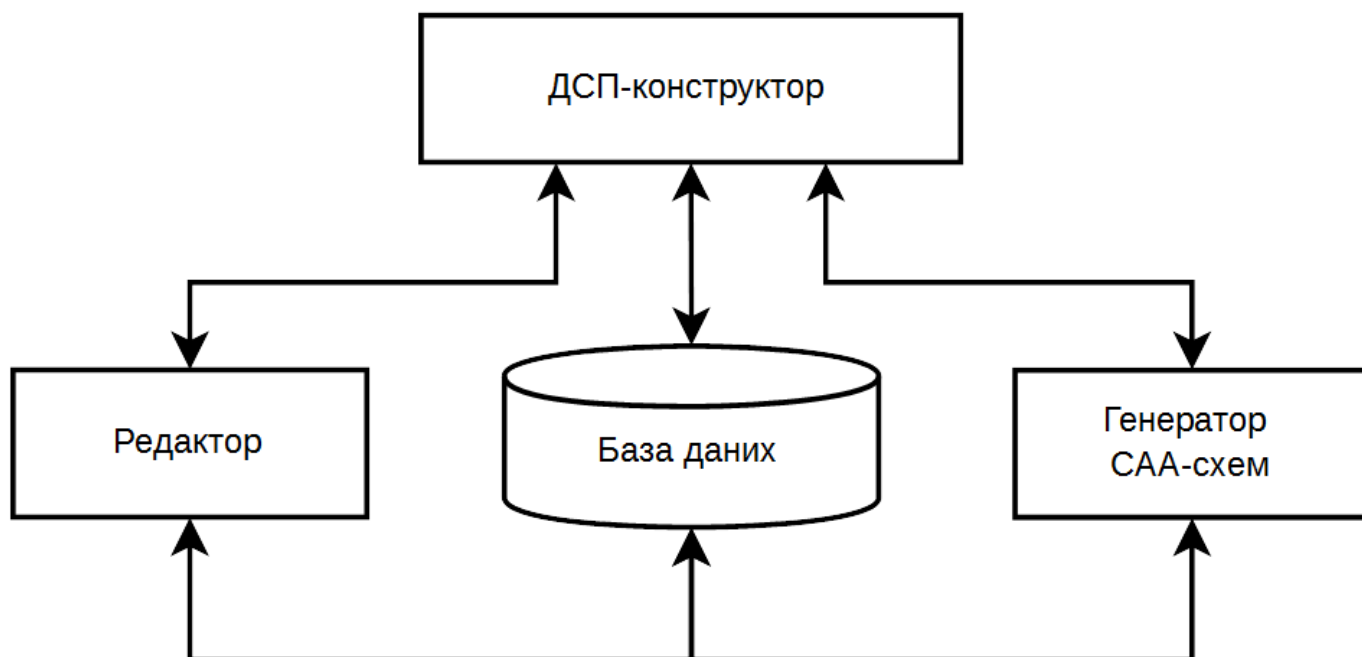 ДСП-конструктор
Редактор
База даних
Генератор
САА-схем